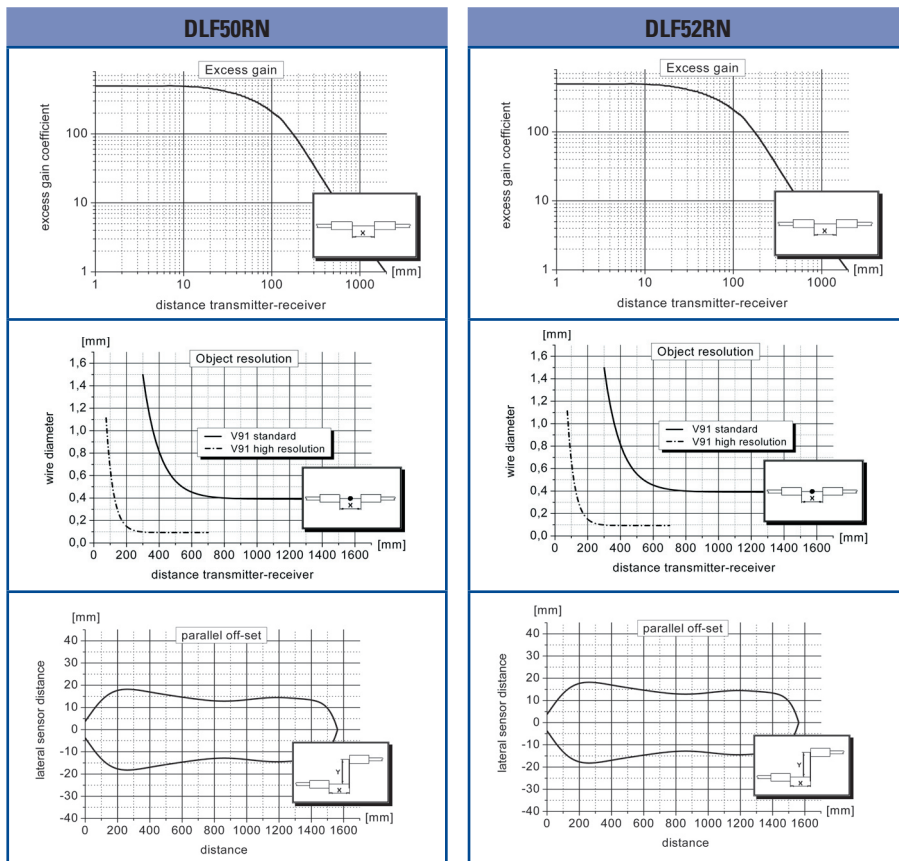 DLF50RN
Excess gain
excess gain coefficient
100
10
1
1 10 100 1000
[mm]
distance transmitter-receiver
X
[mm]
Object resolution
wire diameter
1,6
1,4
1,2
1,0
0,8
0,6
0,4
0,2
0,0
V91 standard
V91 high resolution
X
0 200 400 600 800 1000 1200 1400 1600
[mm]
distance transmitter-receiver
[mm]
parallel off-set
lateral sensor distance
40
30
20
10
0
-10
-20
-30
-40
Y
X
0 200 400 600 800 1000 1200 1400 1600
[mm]
distance
DLF52RN
Excess gain
excess gain coefficient
100
10
1
1 10 100 1000
[mm]
distance transmitter-receiver
X
[mm]
Object resolution
wire diameter
1,6
1,4
1,2
1,0
0,8
0,6
0,4
0,2
0,0
V91 standard
V91 high resolution
X
0 200 400 600 800 1000 1200 1400 1600
[mm]
distance transmitter-receiver
[mm]
parallel off-set
lateral sensor distance
40
30
20
10
0
-10
-20
-30
-40
Y
X
0 200 400 600 800 1000 1200 1400 1600
[mm]
distance